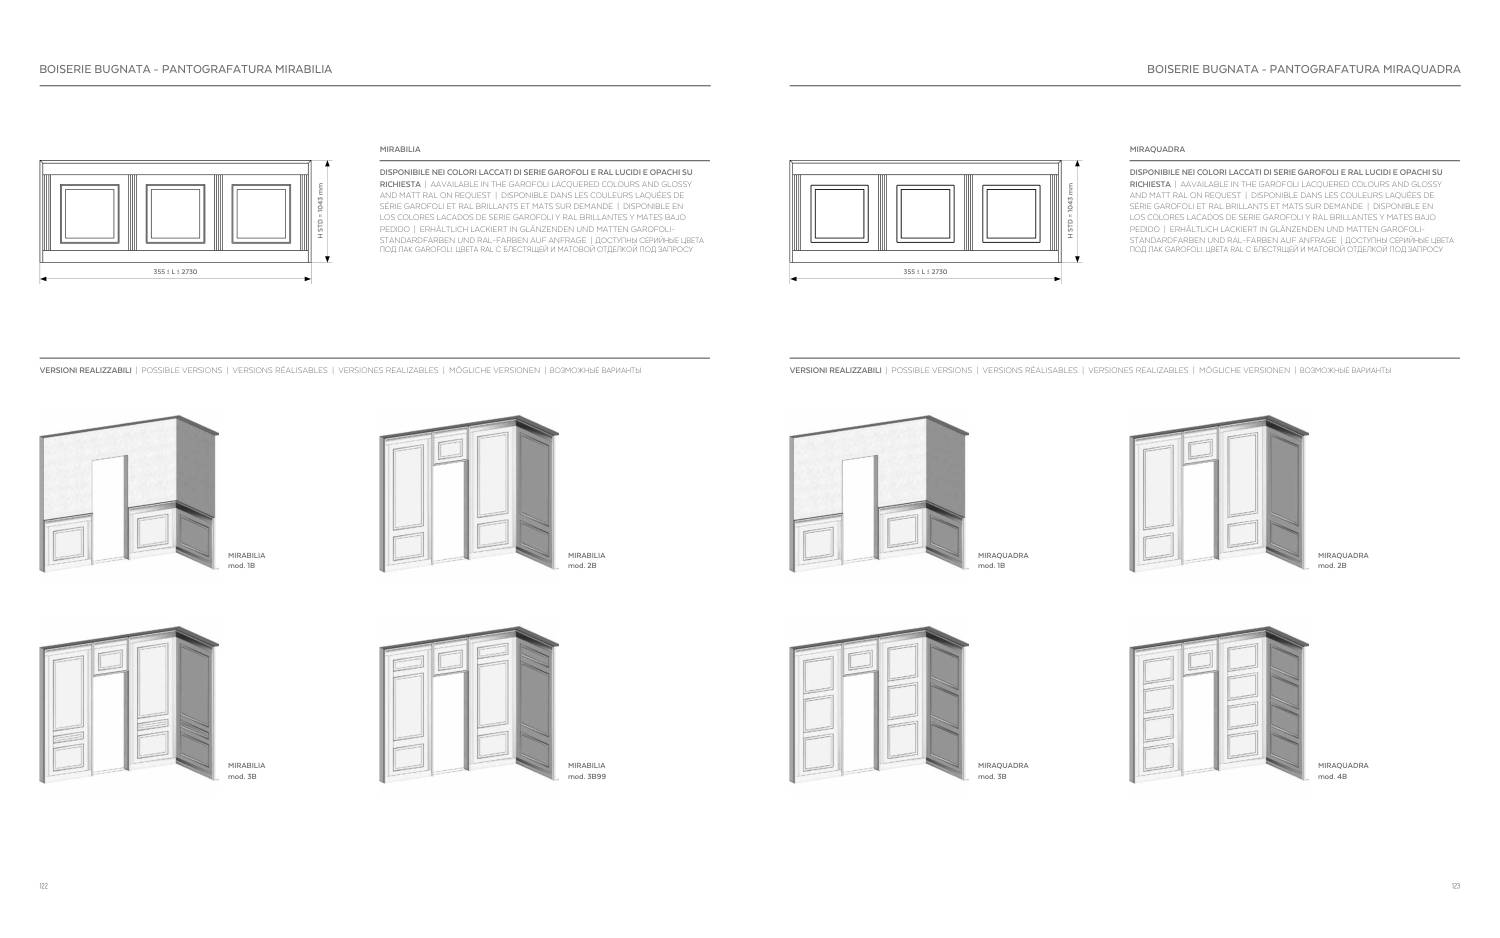 BOISERIE BUGNATA - PANTOGRAFATURA MIRABILIA
MIRABILIA
DISPONIBILE NEI COLORI LACCATI DI SERIE GAROFOLI E RAL LUCIDI E OPACHI SU
RICHIESTA | AAVAILABLE IN THE GAROFOLI LACQUERED COLOURS AND GLOSSY
AND MATT RAL ON REQUEST | DISPONIBLE DANS LES COULEURS LAQUÉES DE
SÉRIE GAROFOLI ET RAL BRILLANTS ET MATS SUR DEMANDE | DISPONIBLE EN
LOS COLORES LACADOS DE SERIE GAROFOLI Y RAL BRILLANTES Y MATES BAJO
PEDIDO | ERHÄLTLICH LACKIERT IN GLÄNZENDEN UND MATTEN GAROFOLI-
STANDARDFARBEN UND RAL-FARBEN AUF ANFRAGE | ДОСТУПНЫ СЕРИЙНЫЕ ЦВЕТА
ПОД ЛАК GAROFOLI. ЦВЕТА RAL С БЛЕСТЯЩЕЙ И МАТОВОЙ ОТДЕЛКОЙ ПОД ЗАПРОСУ
H STD = 1043 mm
355 ≤ L ≤ 2730
VERSIONI REALIZZABILI | POSSIBLE VERSIONS | VERSIONS RÉALISABLES | VERSIONES REALIZABLES | MÖGLICHE VERSIONEN | ВОЗМОЖНЫЕ ВАРИАНТЫ
MIRABILIA
mod. 1B
MIRABILIA
mod. 2B
MIRABILIA
mod. 3B
MIRABILIA
mod. 3B99
122
BOISERIE BUGNATA - PANTOGRAFATURA MIRAQUADRA
MIRAQUADRA
DISPONIBILE NEI COLORI LACCATI DI SERIE GAROFOLI E RAL LUCIDI E OPACHI SU
RICHIESTA | AAVAILABLE IN THE GAROFOLI LACQUERED COLOURS AND GLOSSY
AND MATT RAL ON REQUEST | DISPONIBLE DANS LES COULEURS LAQUÉES DE
SÉRIE GAROFOLI ET RAL BRILLANTS ET MATS SUR DEMANDE | DISPONIBLE EN
LOS COLORES LACADOS DE SERIE GAROFOLI Y RAL BRILLANTES Y MATES BAJO
PEDIDO | ERHÄLTLICH LACKIERT IN GLÄNZENDEN UND MATTEN GAROFOLI-
STANDARDFARBEN UND RAL-FARBEN AUF ANFRAGE | ДОСТУПНЫ СЕРИЙНЫЕ ЦВЕТА
ПОД ЛАК GAROFOLI. ЦВЕТА RAL С БЛЕСТЯЩЕЙ И МАТОВОЙ ОТДЕЛКОЙ ПОД ЗАПРОСУ
H STD = 1043 mm
355 ≤ L ≤ 2730
VERSIONI REALIZZABILI | POSSIBLE VERSIONS | VERSIONS RÉALISABLES | VERSIONES REALIZABLES | MÖGLICHE VERSIONEN | ВОЗМОЖНЫЕ ВАРИАНТЫ
MIRAQUADRA
mod. 1B
MIRAQUADRA
mod. 2B
MIRAQUADRA
mod. 3B
MIRAQUADRA
mod. 4B
123